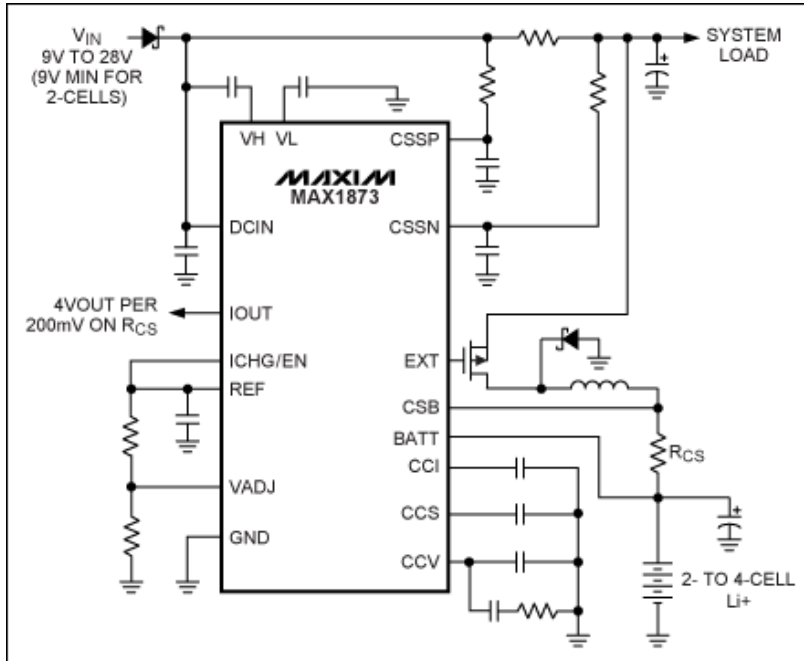 VIN
9V TO 28V
(9V MIN FOR
2-CELLS)
SYSTEM
LOAD
VH VL
CSSP
MAXIM
MAX1873
DCIN
CSSN
4VOUT PER
200mV ON RCS
IOUT
ICHG/EN
EXT
REF
CSB
BATT
RCS
CCI
VADJ
CCS
GND
CCV
2- TO 4-CELL
Li+